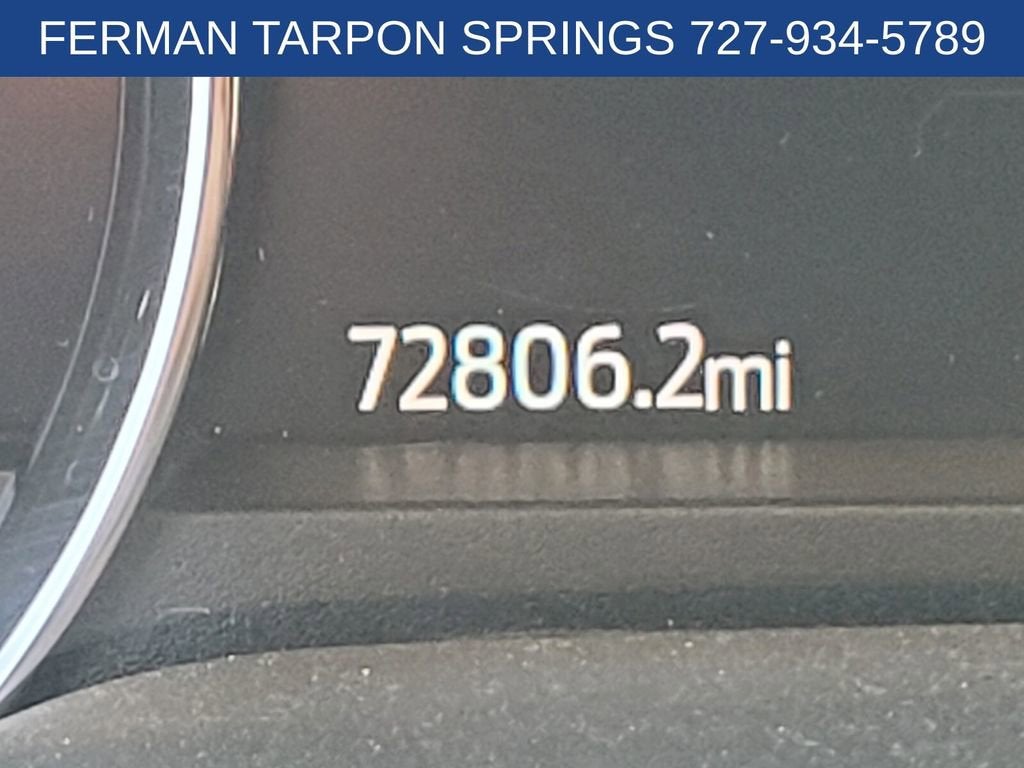 FERMAN TARPON SPRINGS 727-934-5789
72806.2mi